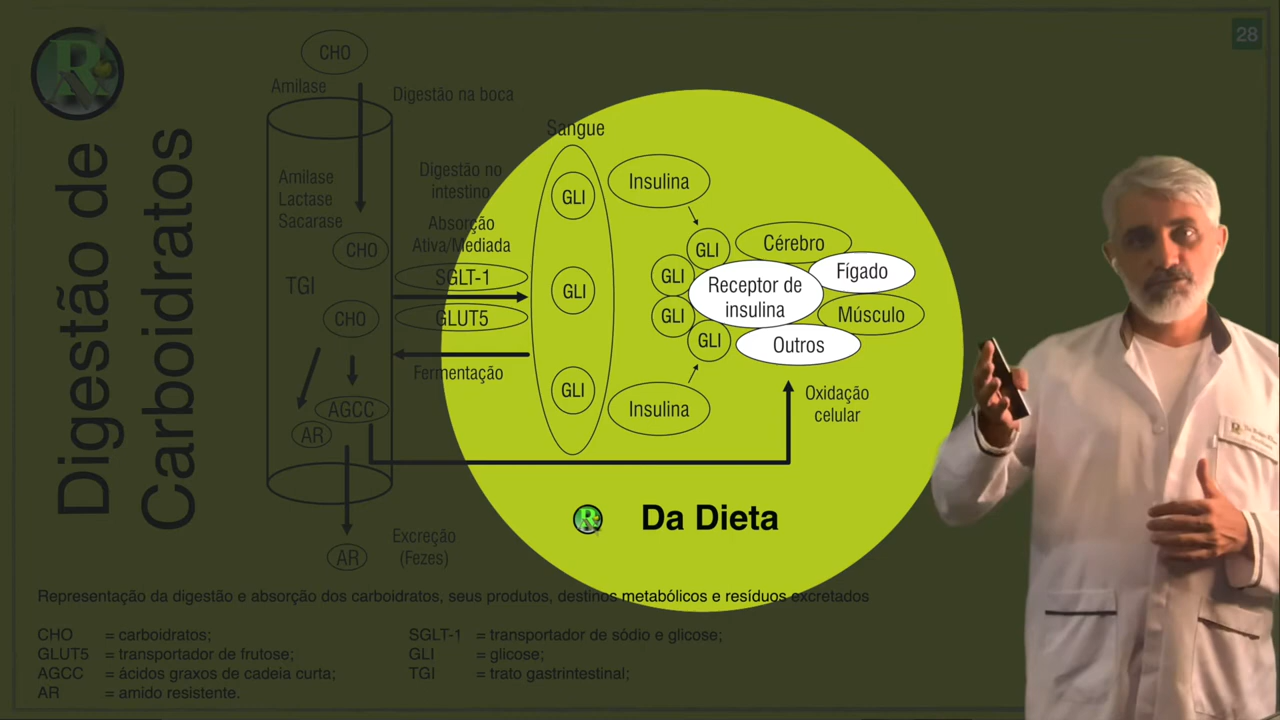 28
Digestão de
Carboidratos
CHO
Amilase
Digestão na boca
Sangue
Amilase
Lactase
Sacarase
CHO
TGI
CHO
AGCC
AR
AR
Digestão no
intestino
Absorção
Ativa/Mediada
SGLT-1
GLUT5
Fermentação
Excreção
(Fezes)
GLI
GLI
GLI
Insulina
Insulina
GLI
GLI
GLI
GLI
Receptor de
insulina
Cérebro
Fígado
Músculo
Outros
Oxidação
celular
Da Dieta
Representação da digestão e absorção dos carboidratos, seus produtos, destinos metabólicos e resíduos excretados
CHO = carboidratos;
GLUT5 = transportador de frutose;
AGCC = ácidos graxos de cadeia curta;
AR = amido resistente.
SGLT-1 = transportador de sódio e glicose;
GLI = glicose;
TGI = trato gastrintestinal;